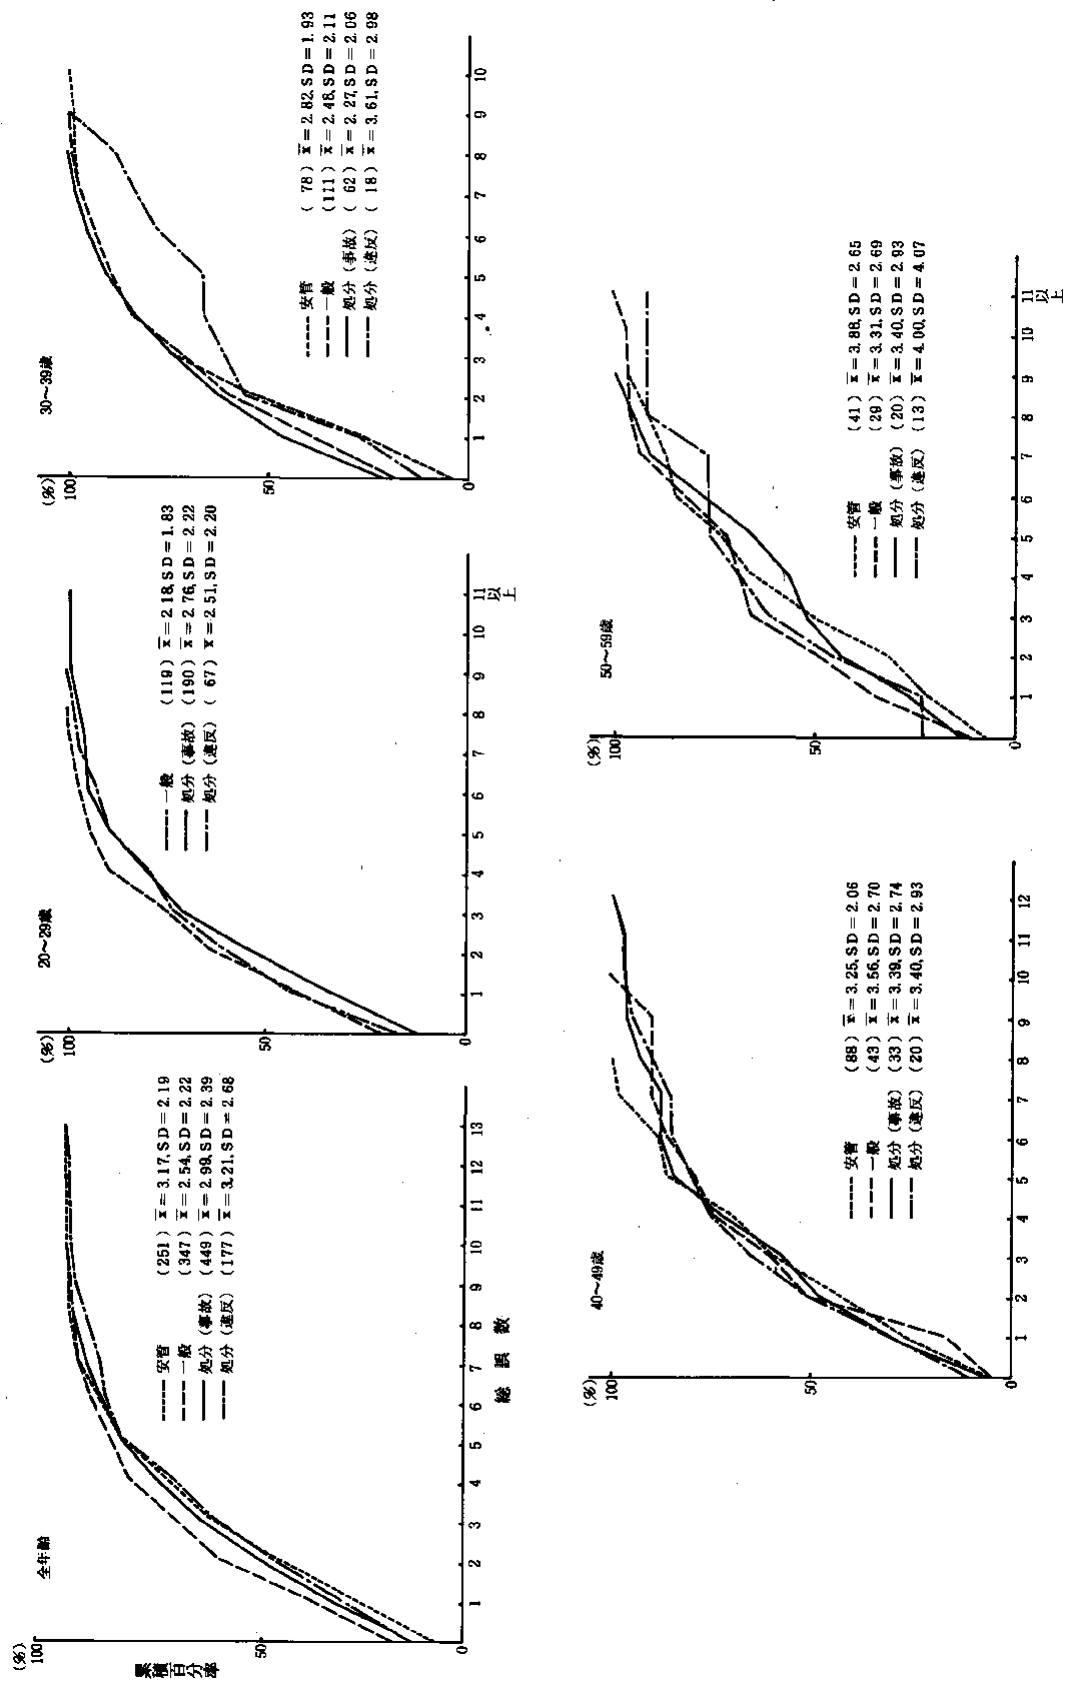 全年齢
(%)
100
50
0
累積百分率
1 2 3 4 5 6 7 8 9 10 11 12 13
総誤数
安管 (251) x̄=3.17, SD=2.19
一般 (347) x̄=2.54, SD=2.22
処分(事故) (449) x̄=2.99, SD=2.39
処分(違反) (177) x̄=3.21, SD=2.68
20〜29歳
(%)
100
50
0
1 2 3 4 5 6 7 8 9 10 11
以上
一般 (119) x̄=2.18, SD=1.83
処分(事故) (190) x̄=2.76, SD=2.22
処分(違反) (67) x̄=2.51, SD=2.20
30〜39歳
(%)
100
50
0
1 2 3 4 5 6 7 8 9 10
安管 (78) x̄=2.82, SD=1.93
一般 (111) x̄=2.48, SD=2.11
処分(事故) (62) x̄=2.27, SD=2.06
処分(違反) (18) x̄=3.61, SD=2.98
40〜49歳
(%)
100
50
0
1 2 3 4 5 6 7 8 9 10 11 12
安管 (88) x̄=3.25, SD=2.06
一般 (43) x̄=3.56, SD=2.70
処分(事故) (33) x̄=3.39, SD=2.74
処分(違反) (20) x̄=3.40, SD=2.93
50〜59歳
(%)
100
50
0
1 2 3 4 5 6 7 8 9 10 11
以上
安管 (41) x̄=3.88, SD=2.65
一般 (29) x̄=3.31, SD=2.69
処分(事故) (20) x̄=3.40, SD=2.93
処分(違反) (13) x̄=4.00, SD=4.07